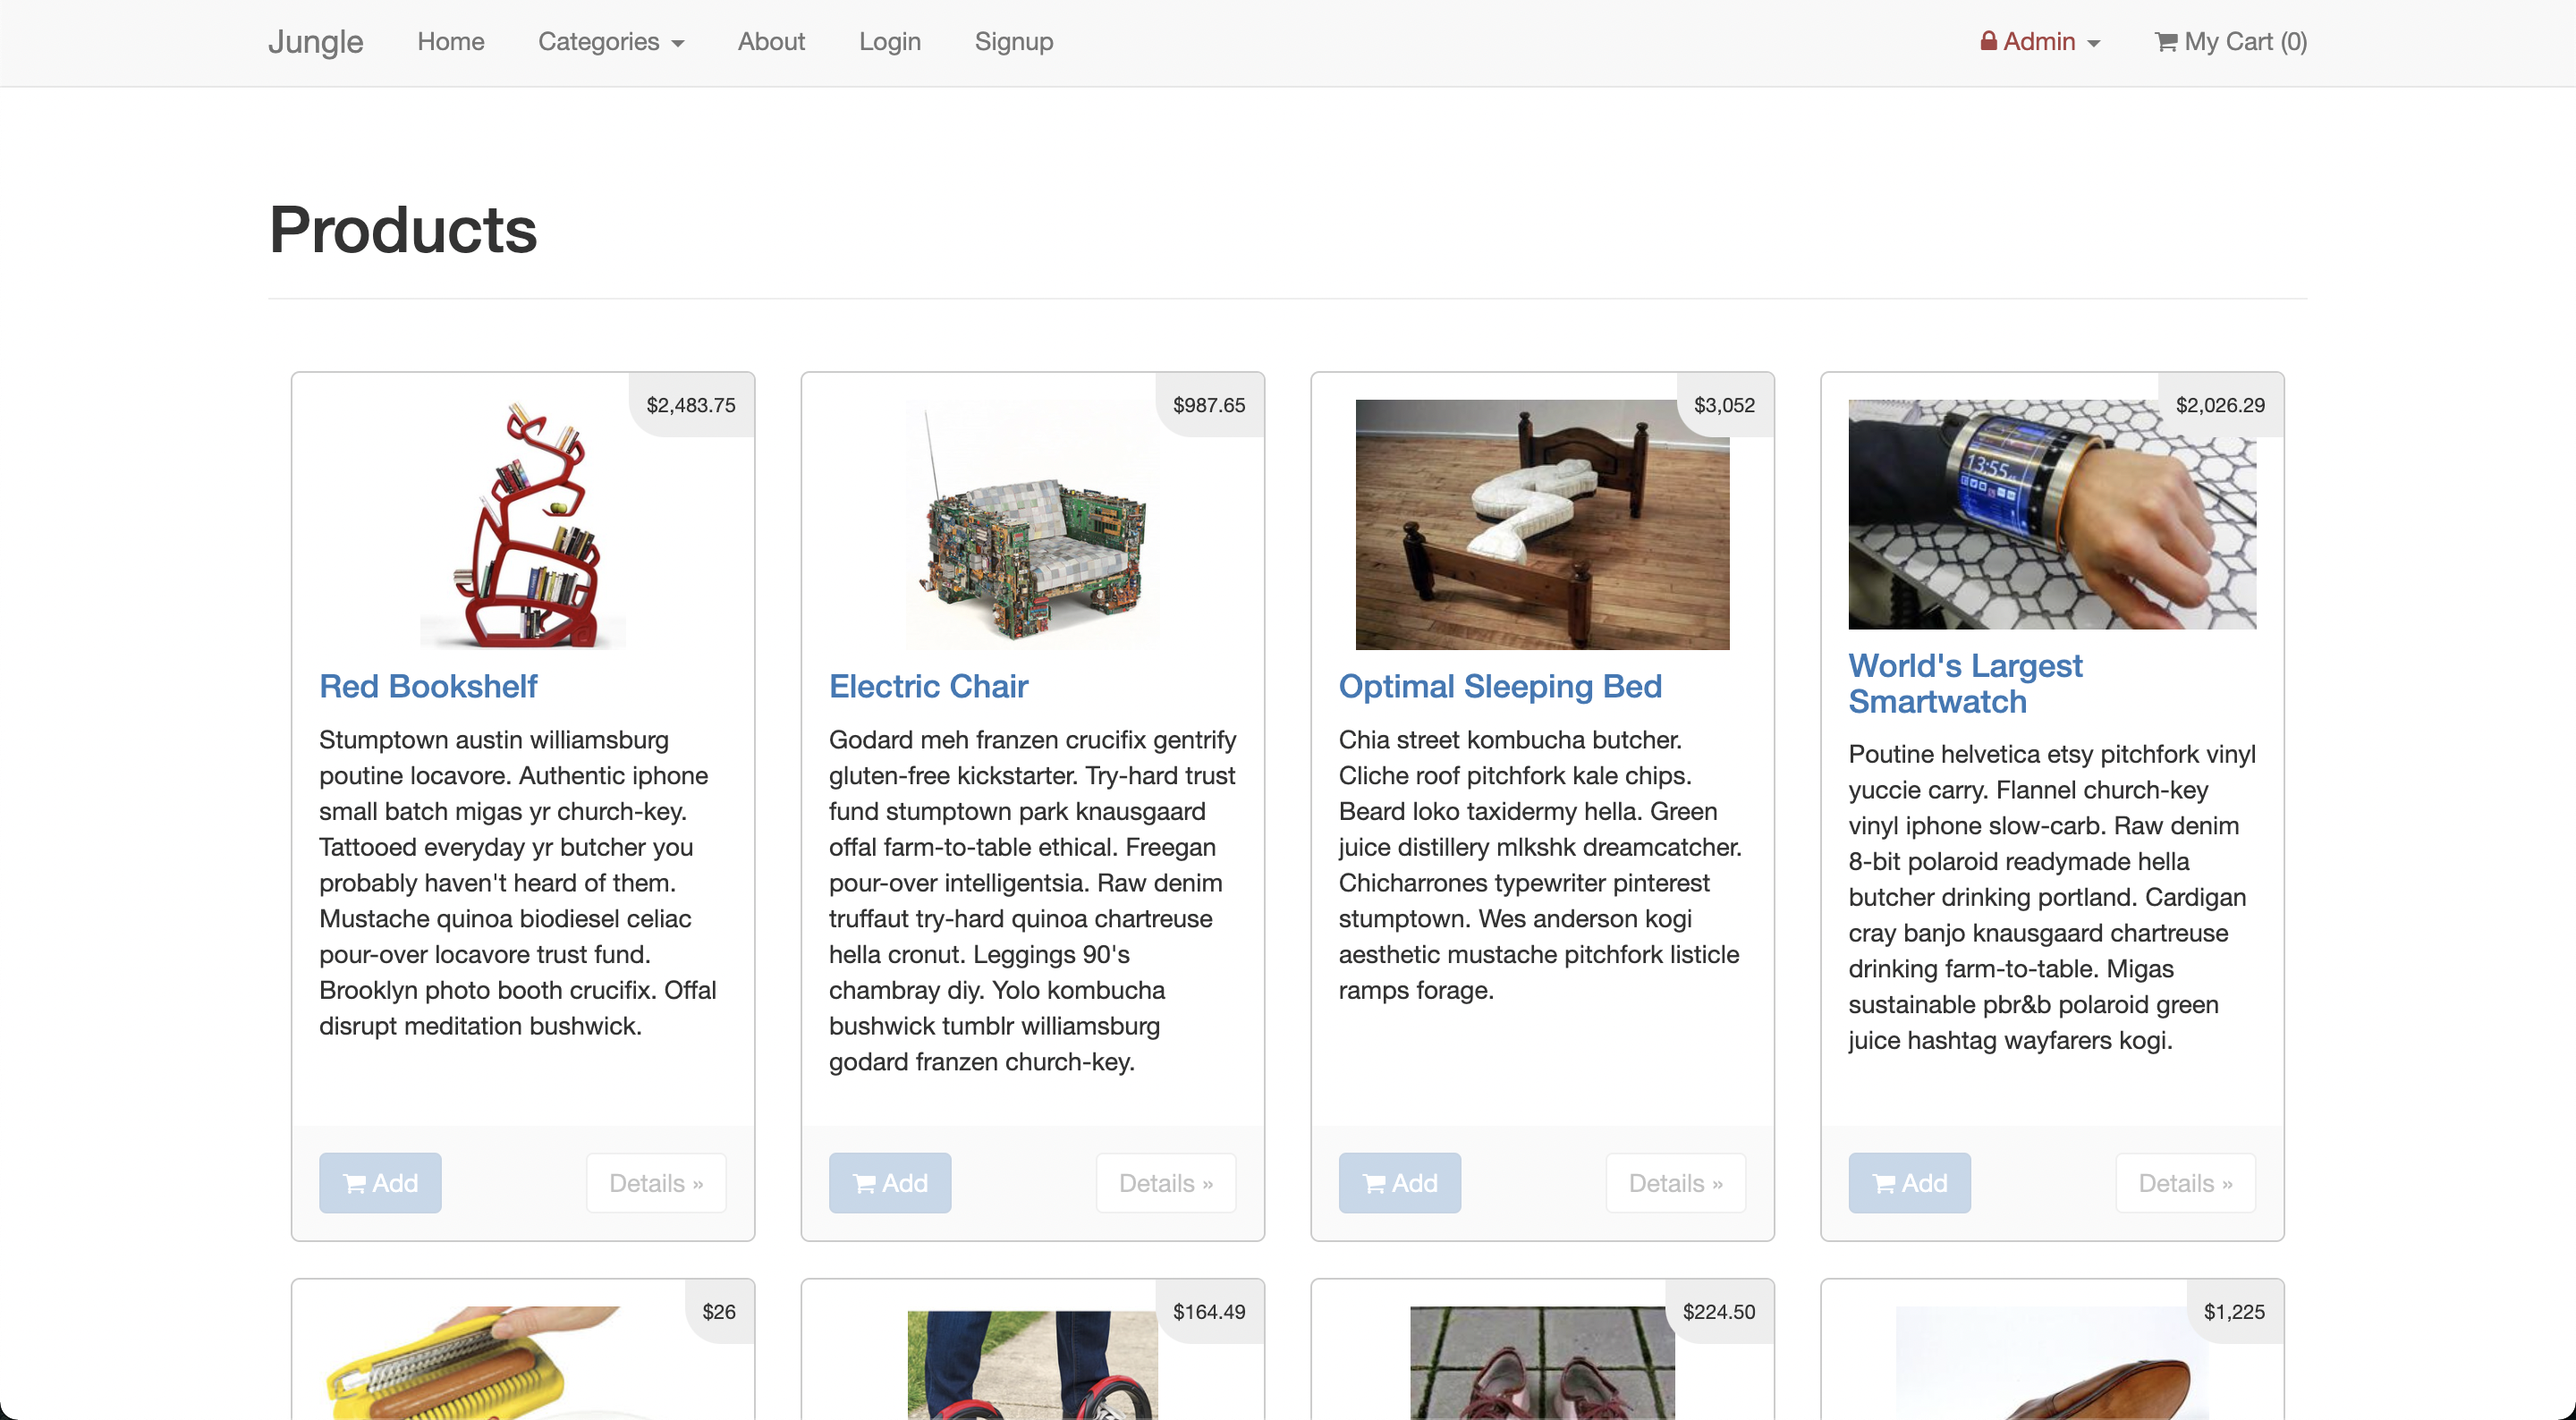 Jungle Home Categories About Login Signup Admin My Cart (0)
Products
$2,483.75
Red Bookshelf
Stumptown austin williamsburg
poutine locavore. Authentic iphone
small batch migas yr church-key.
Tattooed everyday yr butcher you
probably haven't heard of them.
Mustache quinoa biodiesel celiac
pour-over locavore trust fund.
Brooklyn photo booth crucifix. Offal
disrupt meditation bushwick.
Add Details »
$987.65
Electric Chair
Godard meh franzen crucifix gentrify
gluten-free kickstarter. Try-hard trust
fund stumptown park knausgaard
offal farm-to-table ethical. Freegan
pour-over intelligentsia. Raw denim
truffaut try-hard quinoa chartreuse
hella cronut. Leggings 90's
chambray diy. Yolo kombucha
bushwick tumblr williamsburg
godard franzen church-key.
Add Details »
$3,052
Optimal Sleeping Bed
Chia street kombucha butcher.
Cliche roof pitchfork kale chips.
Beard loko taxidermy hella. Green
juice distillery mlkshk dreamcatcher.
Chicharrones typewriter pinterest
stumptown. Wes anderson kogi
aesthetic mustache pitchfork listicle
ramps forage.
Add Details »
$2,026.29
13:55
World's Largest
Smartwatch
Poutine helvetica etsy pitchfork vinyl
yuccie carry. Flannel church-key
vinyl iphone slow-carb. Raw denim
8-bit polaroid readymade hella
butcher drinking portland. Cardigan
cray banjo knausgaard chartreuse
drinking farm-to-table. Migas
sustainable pbr&b polaroid green
juice hashtag wayfarers kogi.
Add Details »
$26
$164.49
$224.50
$1,225